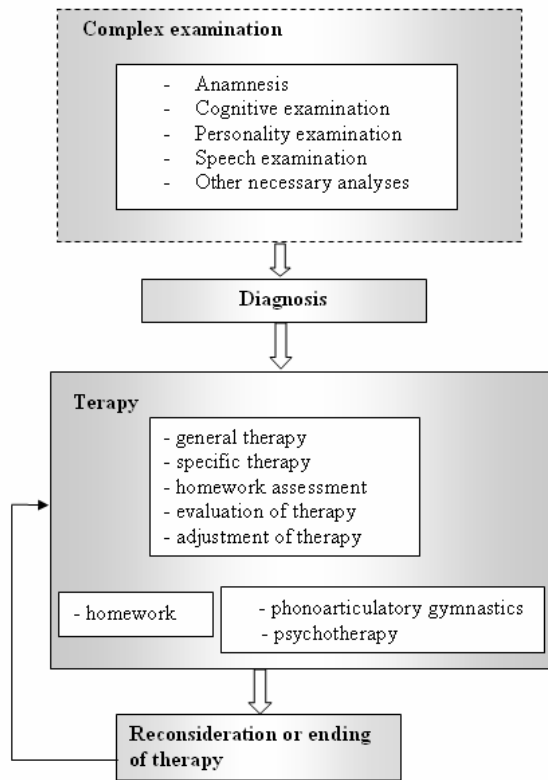 Complex examination
- Anamnesis
- Cognitive examination
- Personality examination
- Speech examination
- Other necessary analyses
Diagnosis
Terapy
- general therapy
- specific therapy
- homework assessment
- evaluation of therapy
- adjustment of therapy
- homework
- phonoarticulatory gymnastics
- psychotherapy
Reconsideration or ending
of therapy